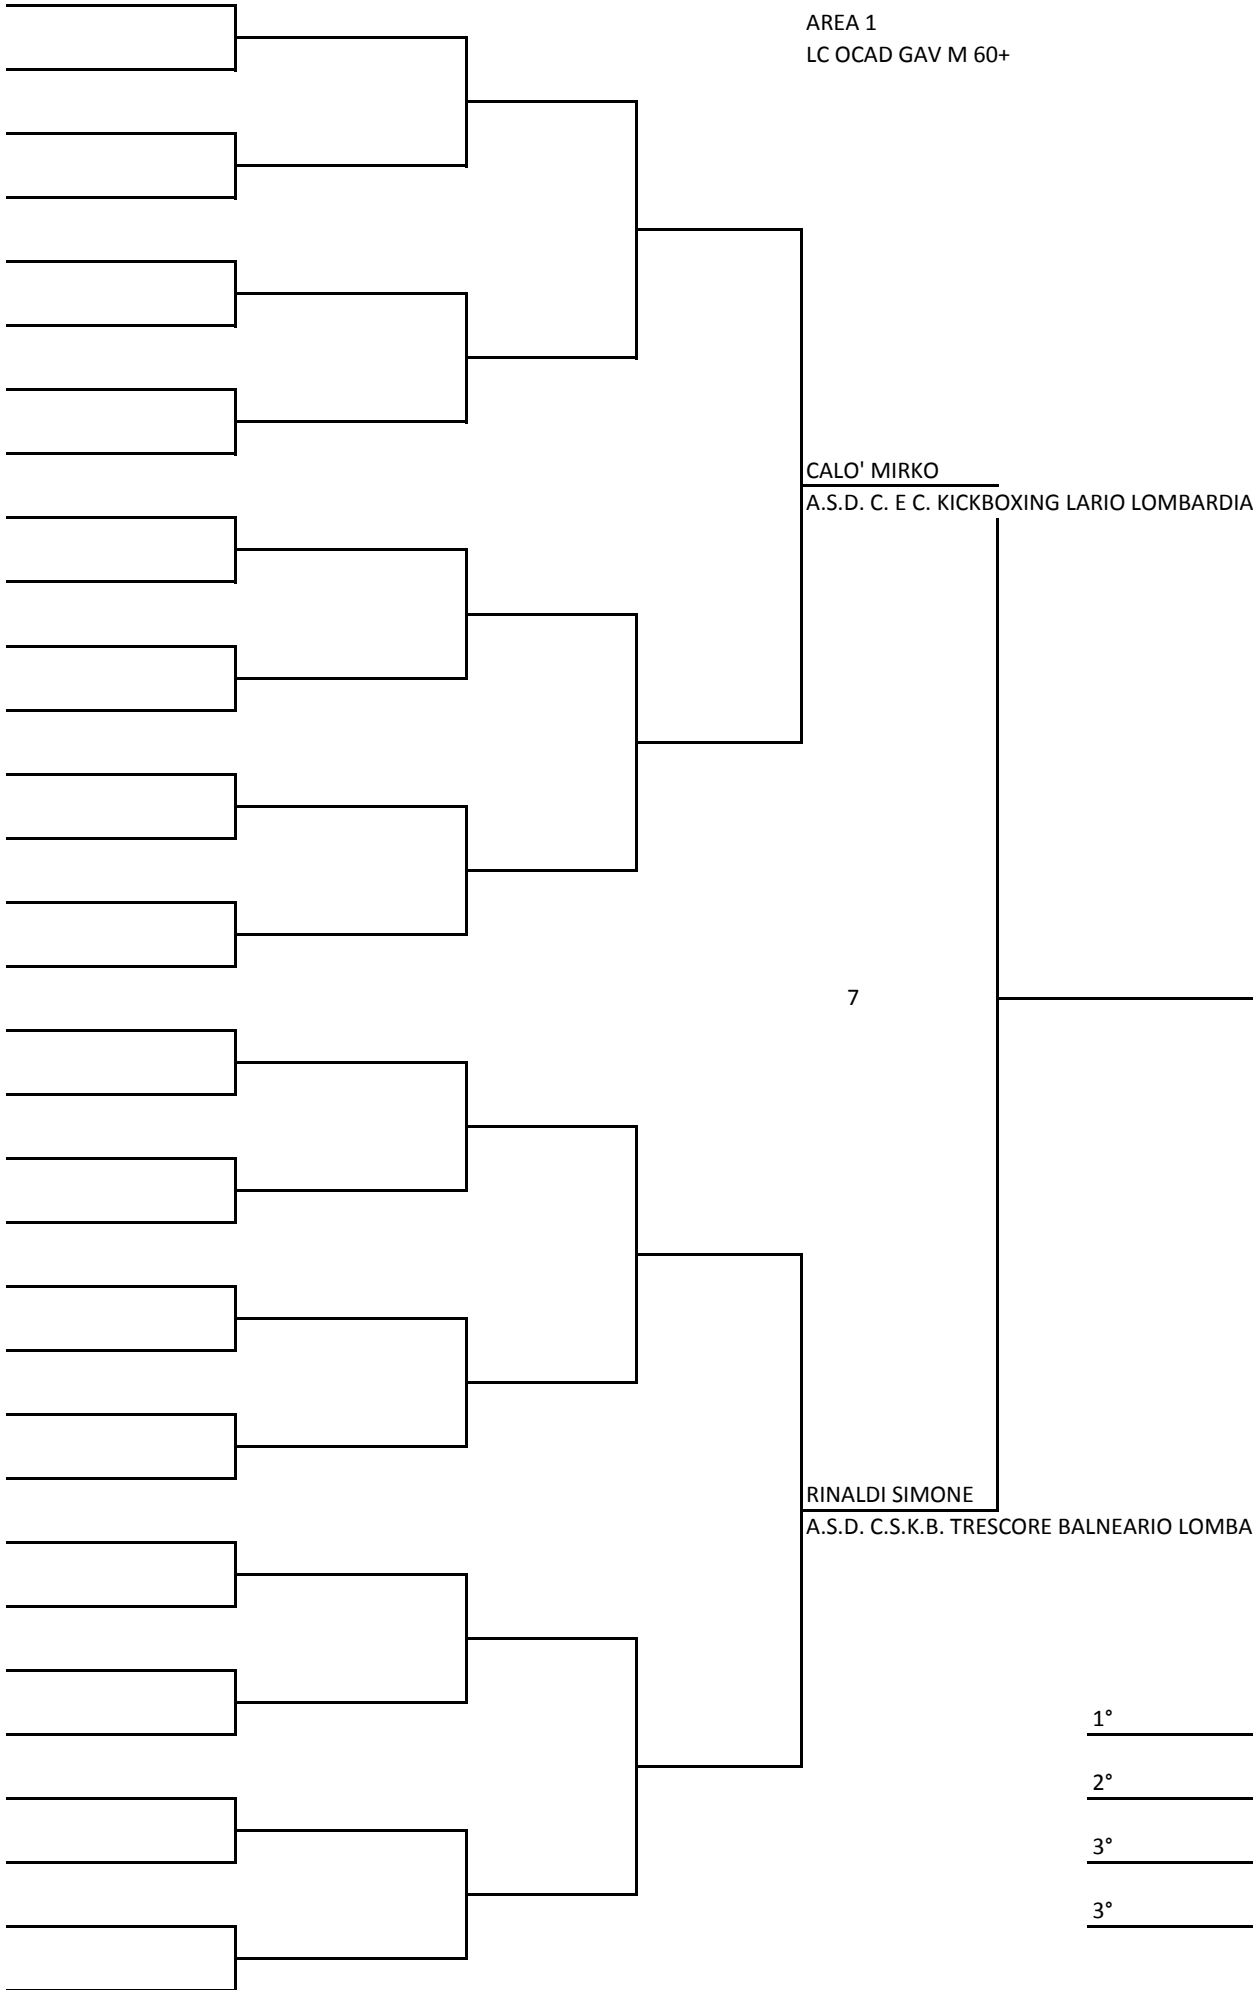 AREA 1
LC OCAD GAV M 60+
CALO' MIRKO
A.S.D. C. E C. KICKBOXING LARIO LOMBARDIA
7
RINALDI SIMONE
A.S.D. C.S.K.B. TRESCORE BALNEARIO LOMBA
1°
2°
3°
3°